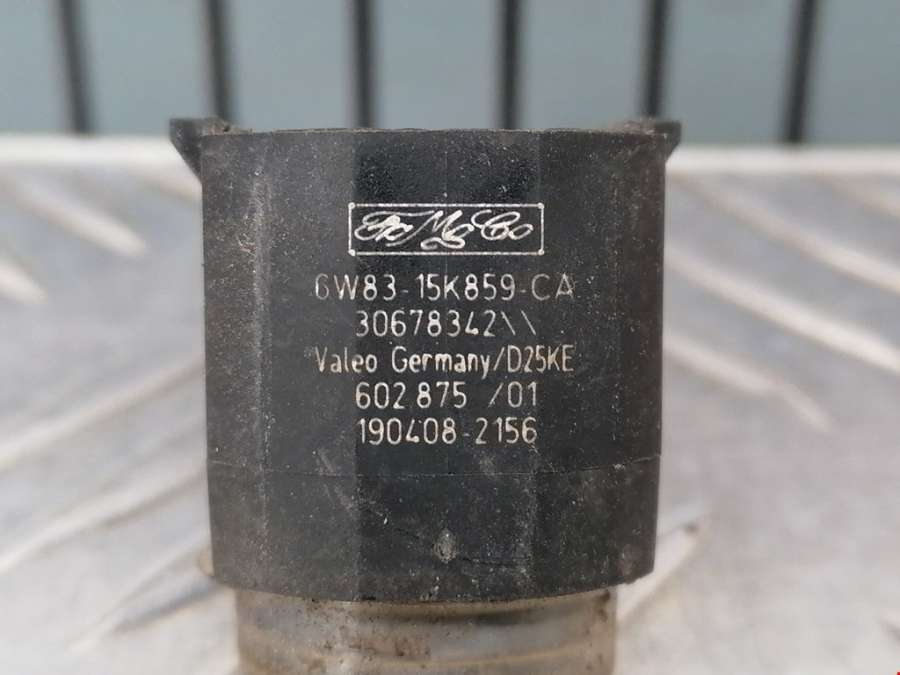 FoMoCo
6W83-15K859-CA
30678342\\
Valeo Germany/D25KE
602 875 /01
190408-2156